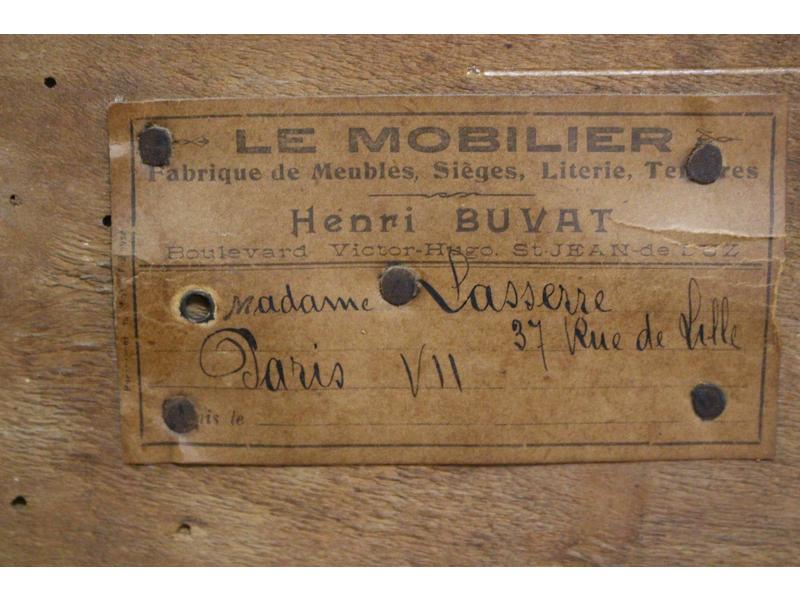 LE MOBILIER
Fabrique de Meubles, Sièges, Literie,
Henri BUVAT
Boulevard Victor-Hugo. St-JEAN-de-LUZ
Madame Lasserre
37 Rue de Lille
Paris VII
le